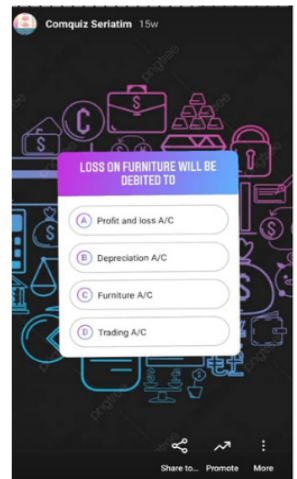 Comquiz Seriatim 15w
LOSS ON FURNITURE WILL BE
DEBITED TO
A Profit and loss A/C
B Depreciation A/C
C Furniture A/C
D Trading A/C
Share to... Promote More